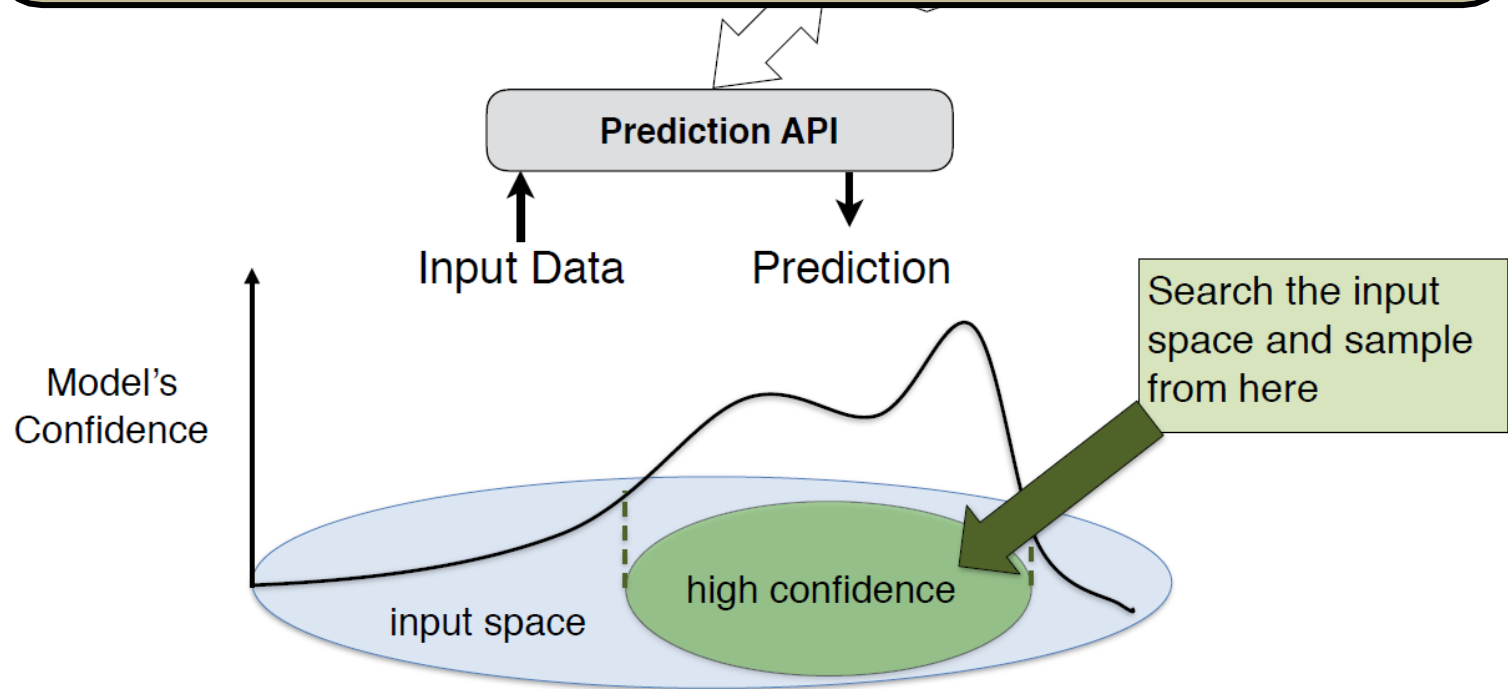 Prediction API
Input Data
Prediction
Search the input
space and sample
from here
Model's
Confidence
high confidence
input space